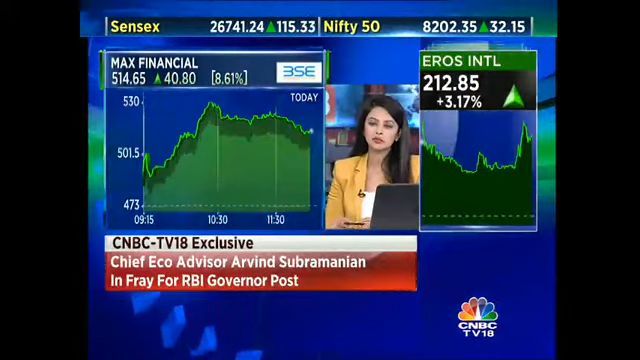 Sensex 26741.24 ▲ 115.33 Nifty 50 8202.35 ▲ 32.15
MAX FINANCIAL
514.65 ▲ 40.80 [8.61%]
BSE
TODAY
530
501.5
473
09:15 10:30 11:30
EROS INTL
212.85
+3.17%
CNBC-TV18 Exclusive
Chief Eco Advisor Arvind Subramanian
In Fray For RBI Governor Post
CNBC
TV18